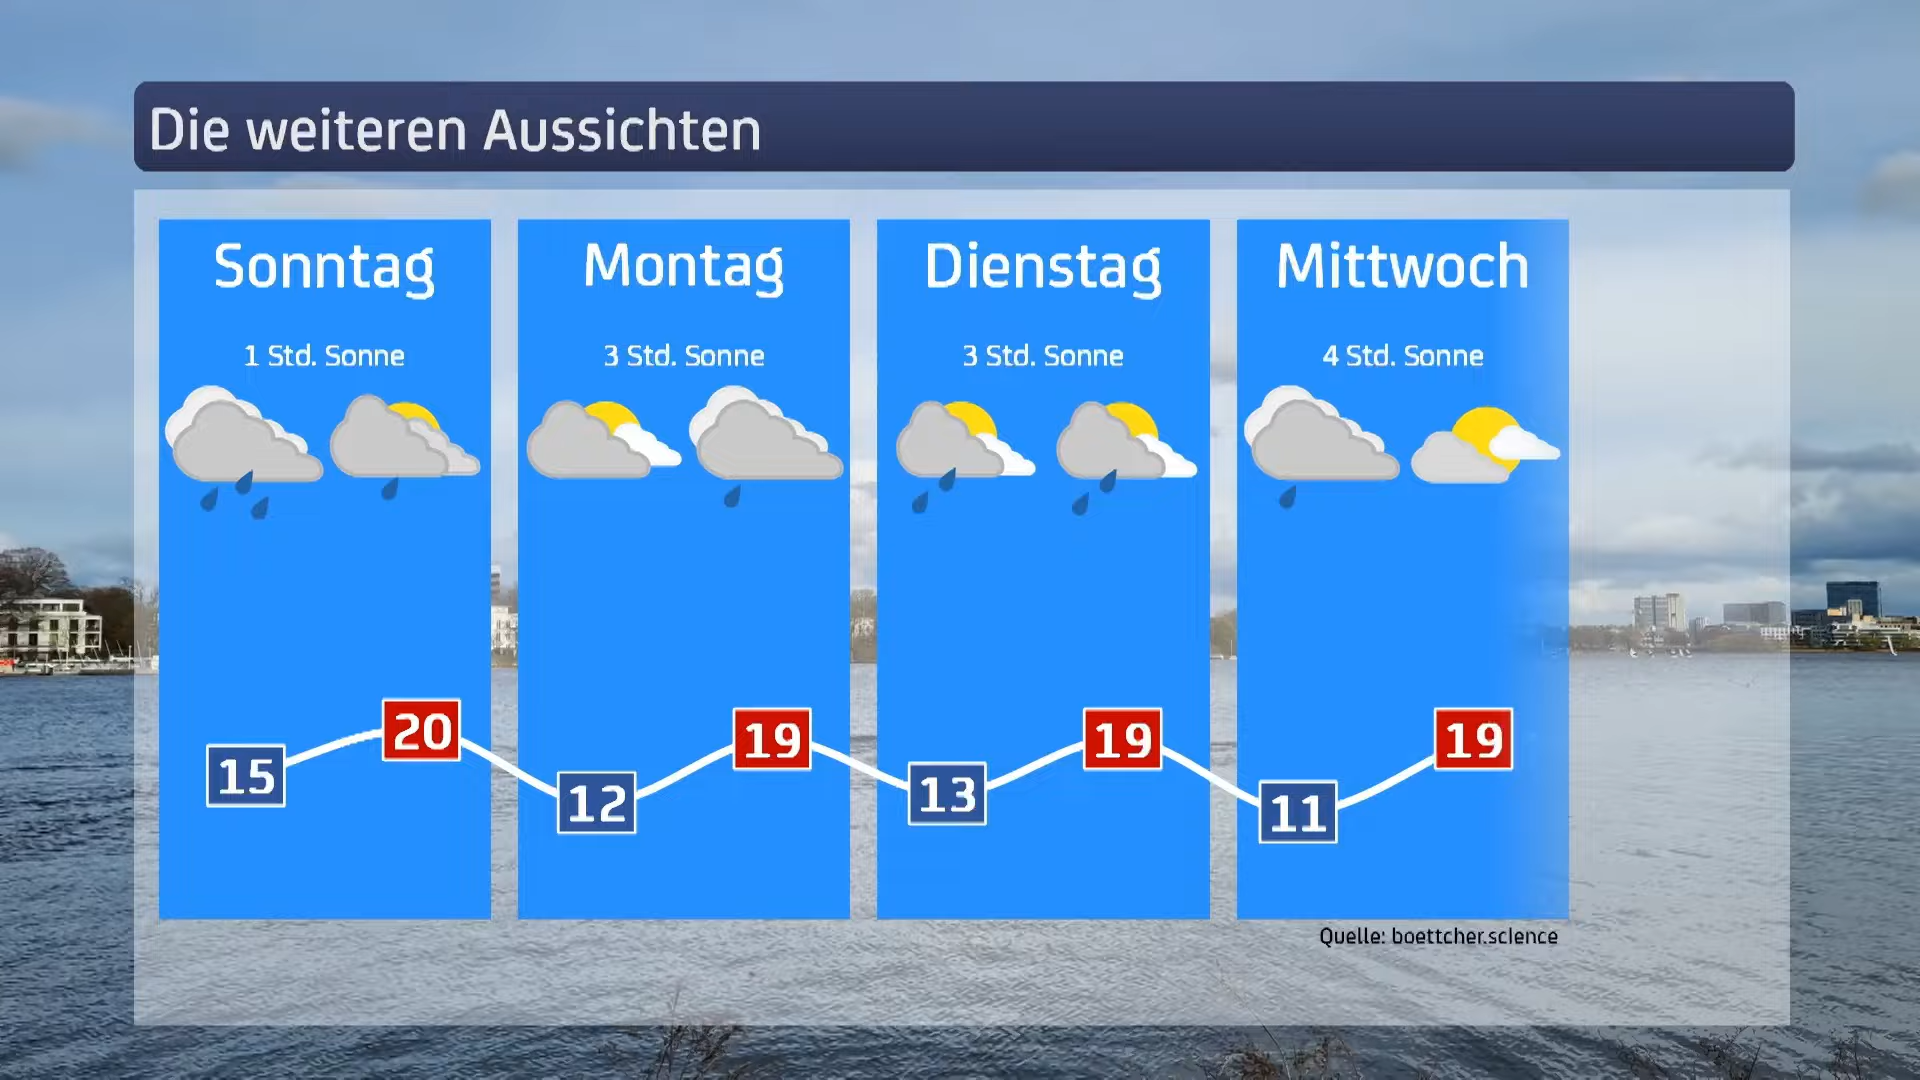 Die weiteren Aussichten
Sonntag
Montag
Dienstag
Mittwoch
1 Std. Sonne
3 Std. Sonne
3 Std. Sonne
4 Std. Sonne
15
20
12
19
13
19
11
19
Quelle: boettcher.science